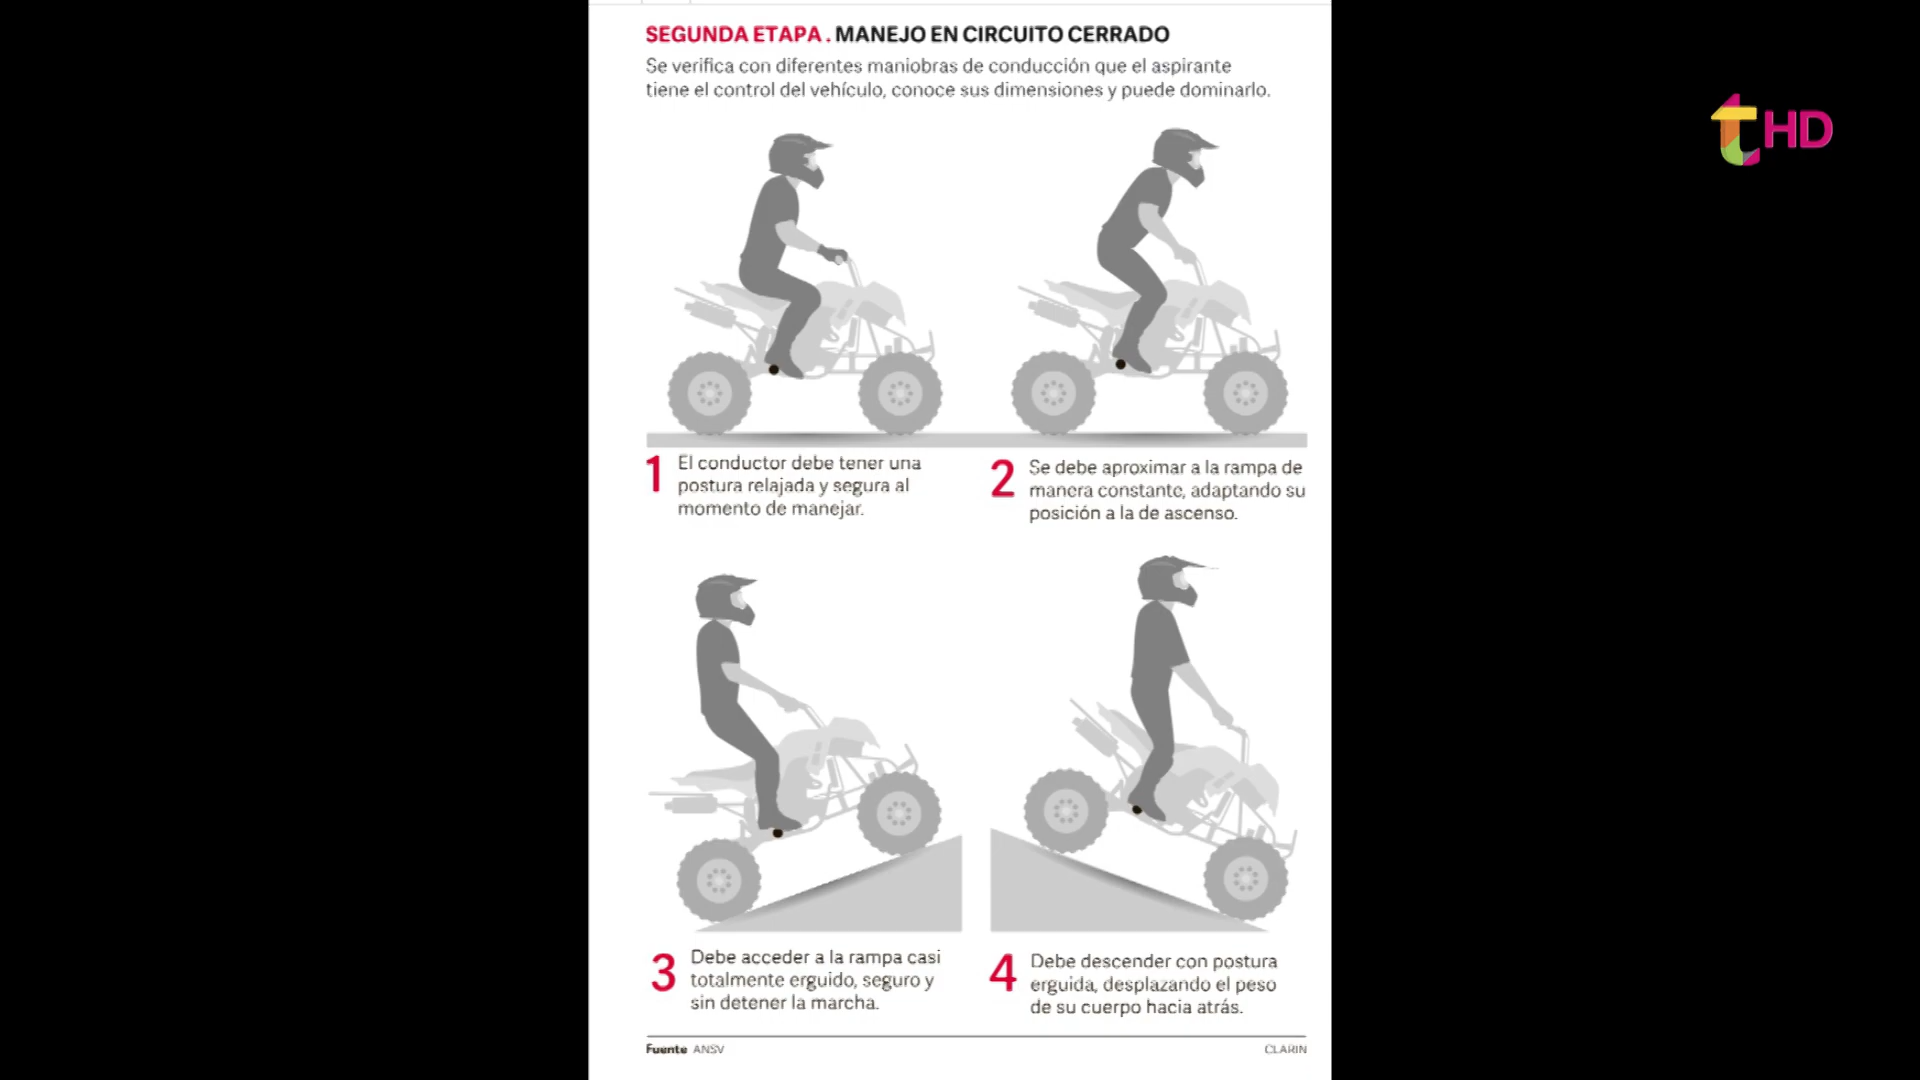 SEGUNDA ETAPA . MANEJO EN CIRCUITO CERRADO
Se verifica con diferentes maniobras de conducción que el aspirante
tiene el control del vehículo, conoce sus dimensiones y puede dominarlo.
t HD
1 El conductor debe tener una
postura relajada y segura al
momento de manejar.
2 Se debe aproximar a la rampa de
manera constante, adaptando su
posición a la de ascenso.
3 Debe acceder a la rampa casi
totalmente erguido, seguro y
sin detener la marcha.
4 Debe descender con postura
erguida, desplazando el peso
de su cuerpo hacia atrás.
Fuente ANSV
CLARIN